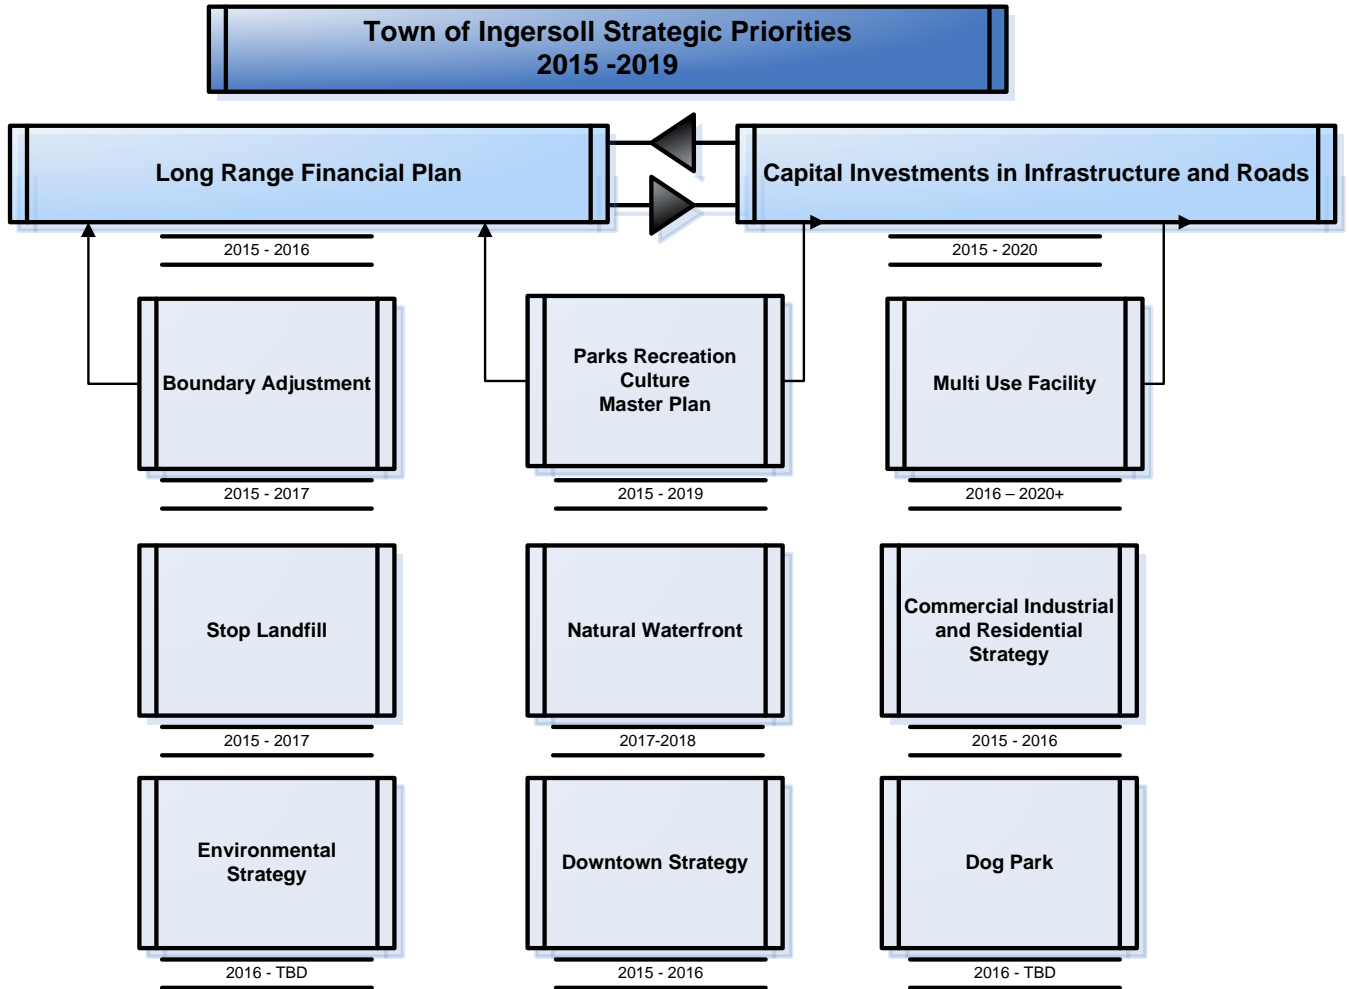 Town of Ingersoll Strategic Priorities
2015 -2019
Long Range Financial Plan
Capital Investments in Infrastructure and Roads
2015 - 2016
2015 - 2020
Boundary Adjustment
Parks Recreation
Culture
Master Plan
Multi Use Facility
2015 - 2017
2015 - 2019
2016 – 2020+
Stop Landfill
Natural Waterfront
Commercial Industrial
and Residential
Strategy
2015 - 2017
2017-2018
2015 - 2016
Environmental
Strategy
Downtown Strategy
Dog Park
2016 - TBD
2015 - 2016
2016 - TBD